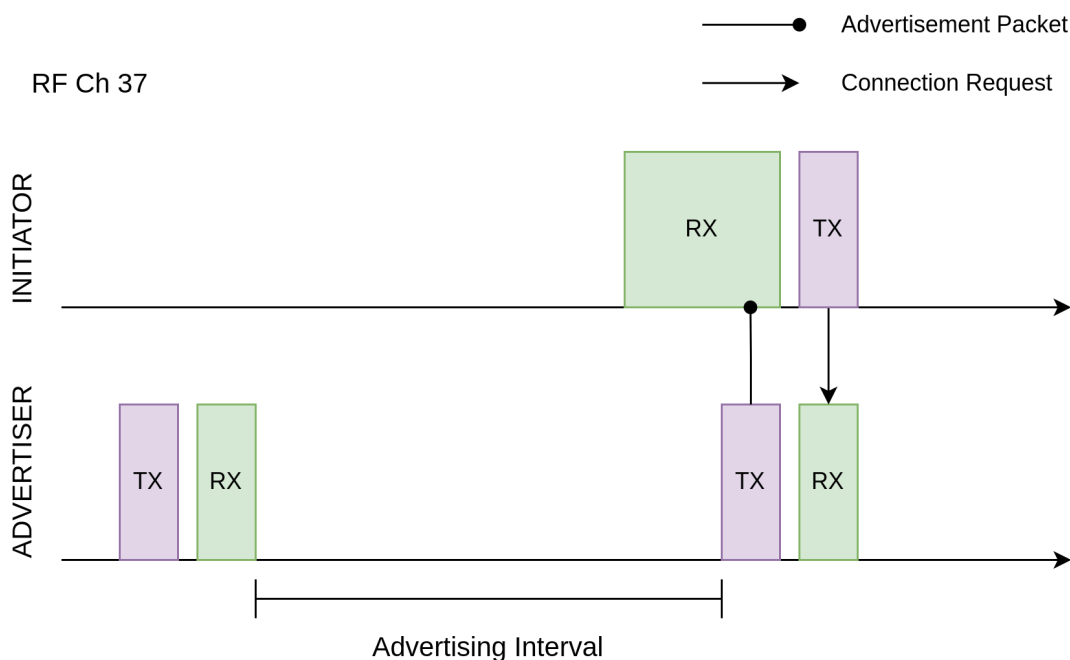 Advertisement Packet
RF Ch 37
Connection Request
INITIATOR
RX
TX
ADVERTISER
TX
RX
TX
RX
Advertising Interval